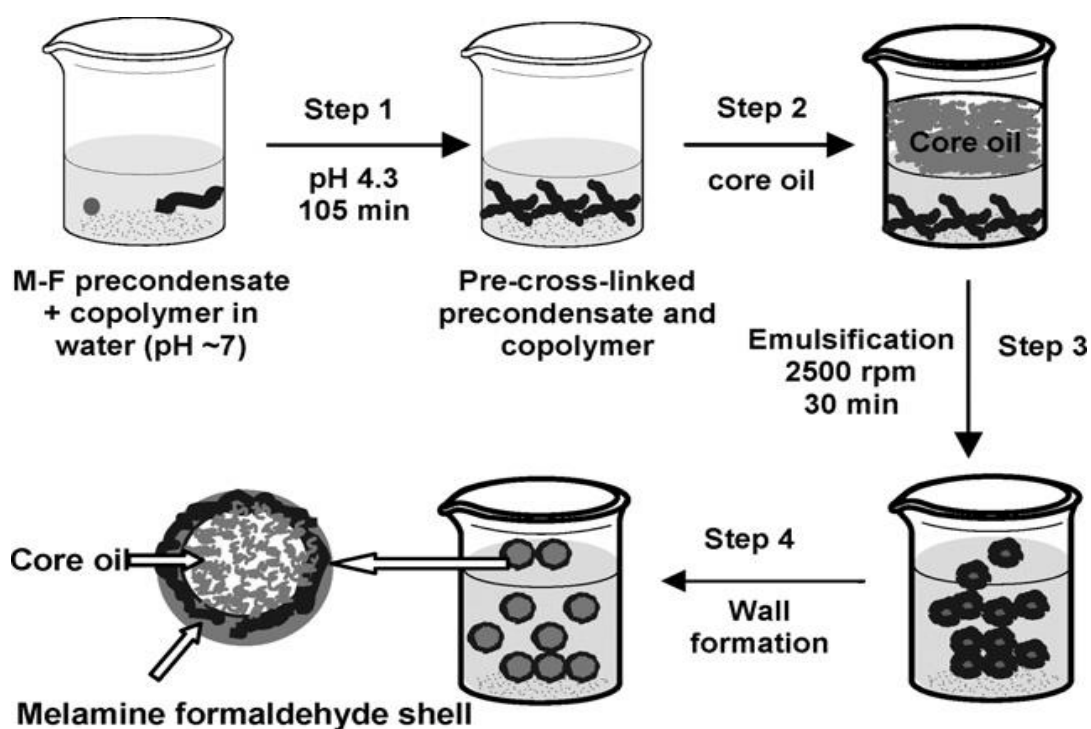 Step 1
pH 4.3
105 min
Step 2
core oil
Core oil
M-F precondensate
+ copolymer in
water (pH ~7)
Pre-cross-linked
precondensate and
copolymer
Emulsification
2500 rpm
30 min
Step 3
Step 4
Wall
formation
Core oil
Melamine formaldehyde shell